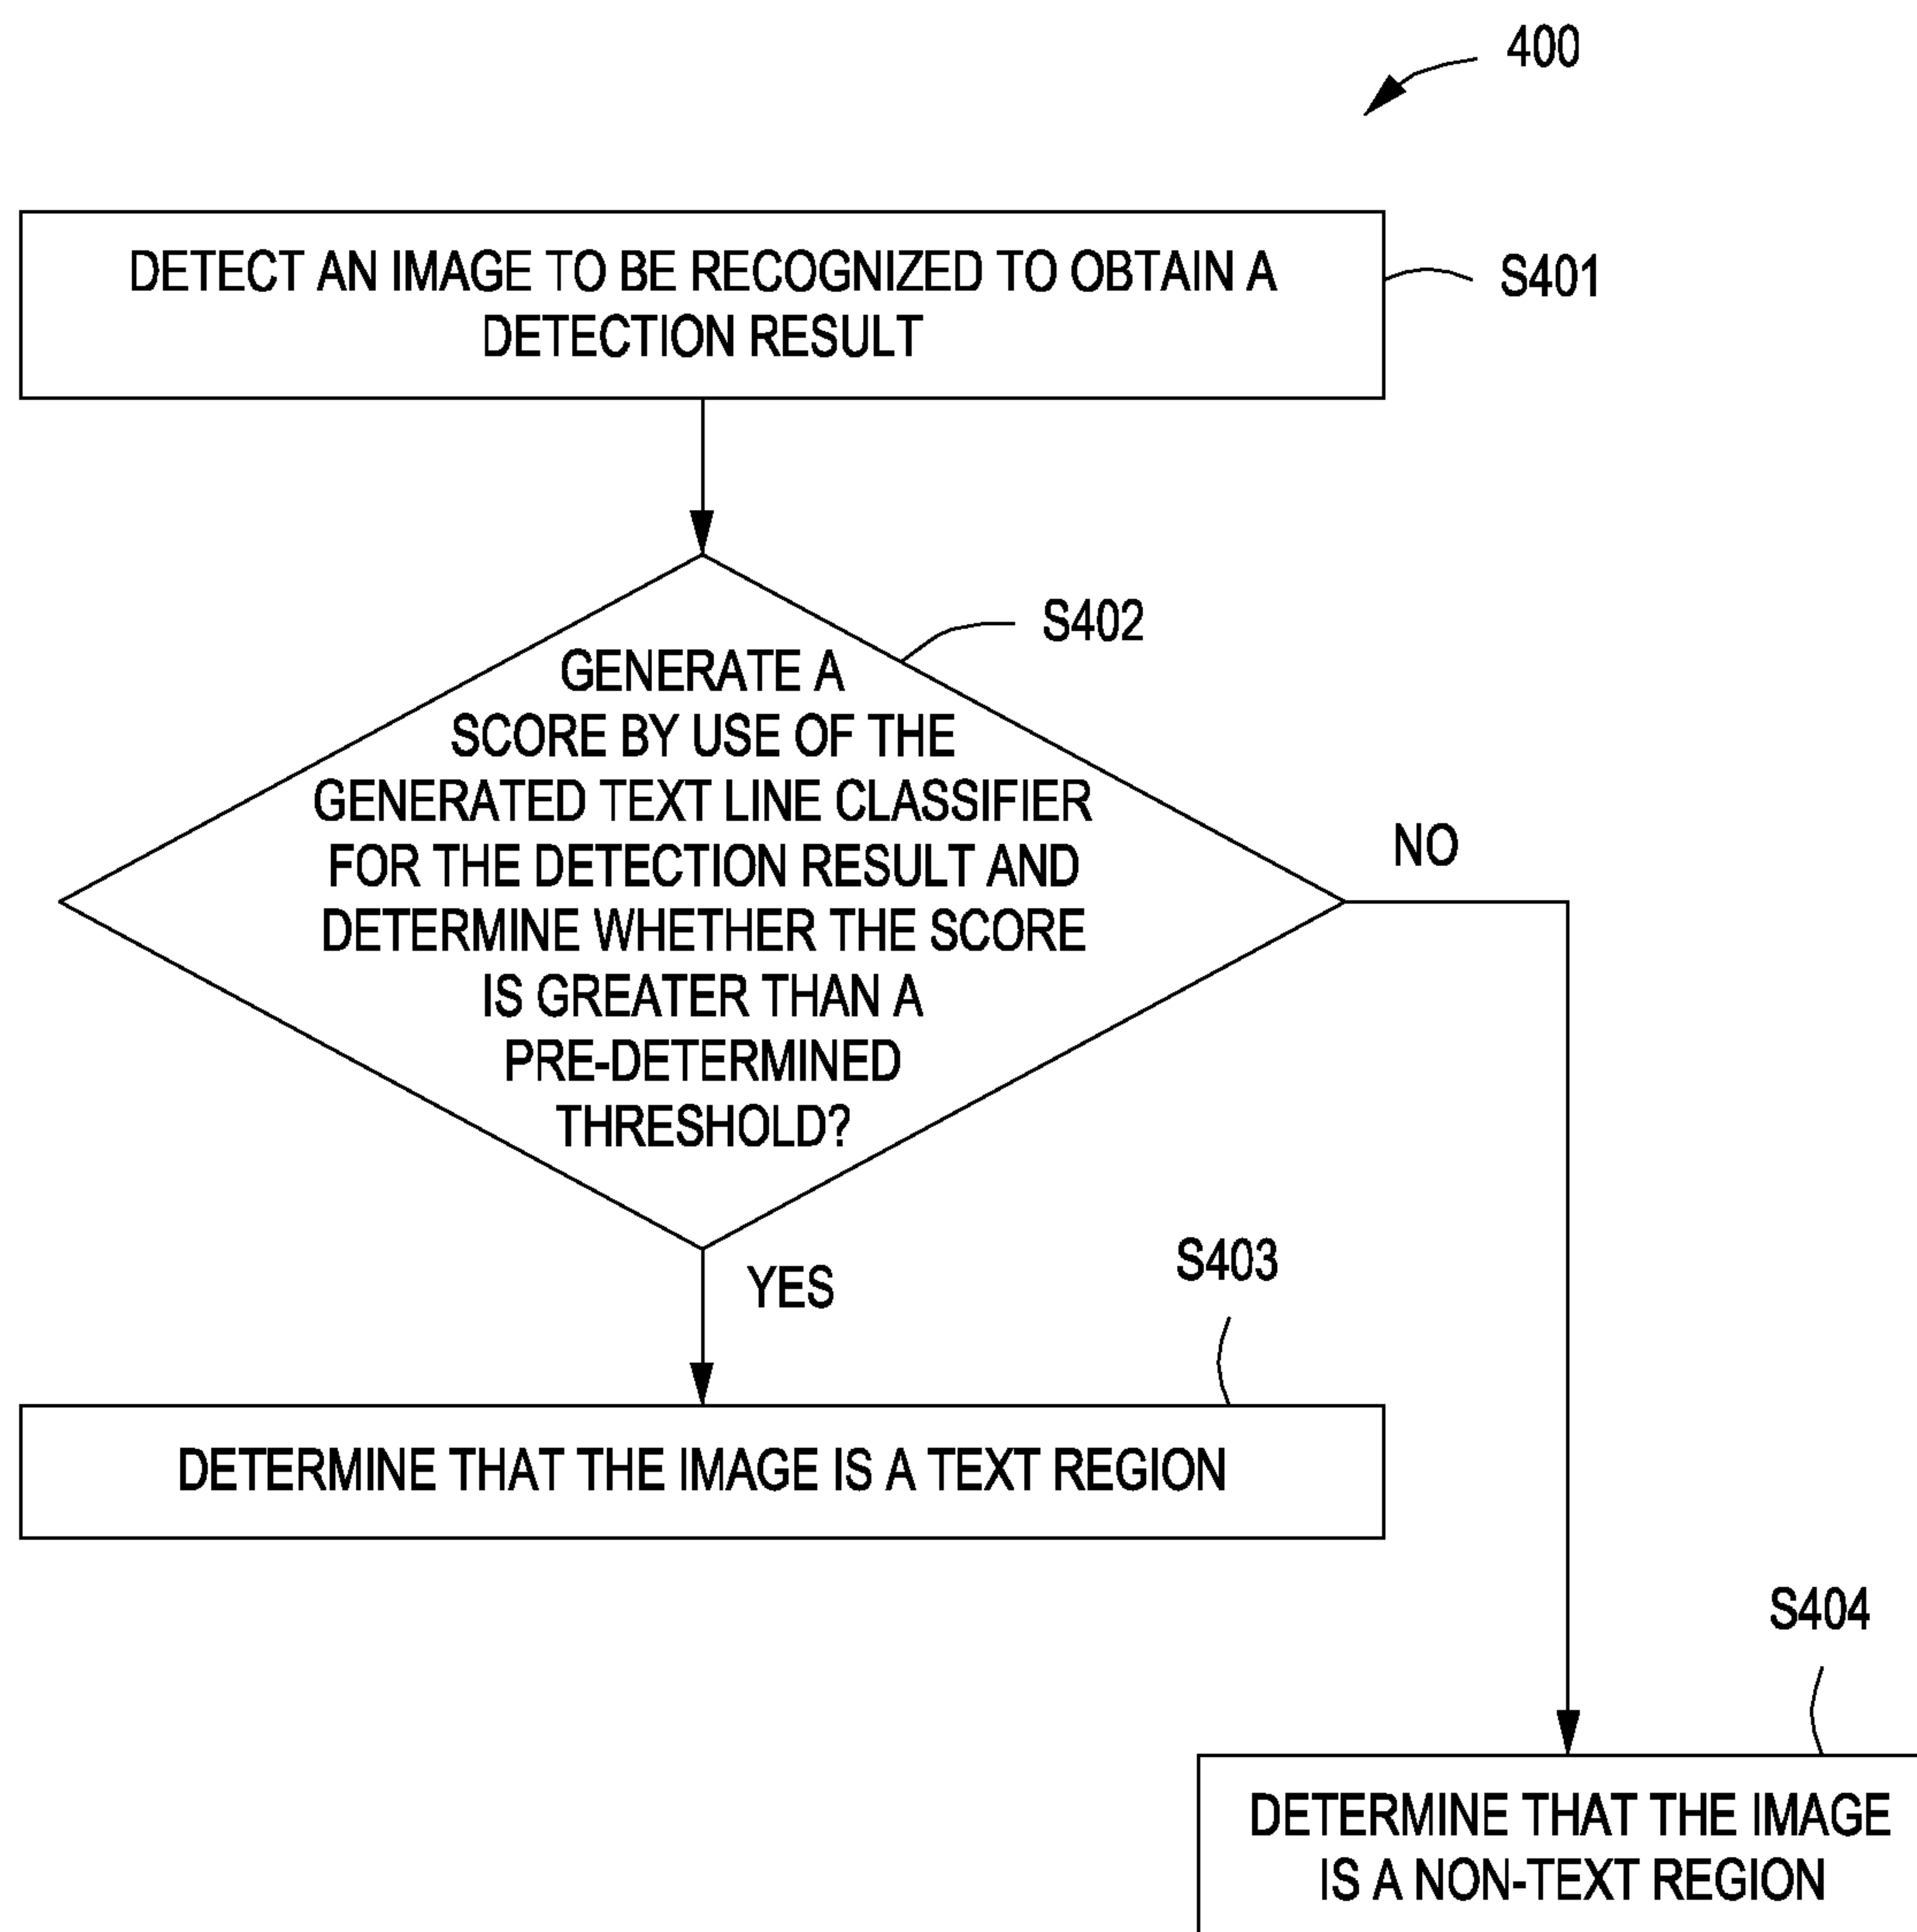 400
DETECT AN IMAGE TO BE RECOGNIZED TO OBTAIN A
DETECTION RESULT
S401
S402
GENERATE A
SCORE BY USE OF THE
GENERATED TEXT LINE CLASSIFIER
FOR THE DETECTION RESULT AND
DETERMINE WHETHER THE SCORE
IS GREATER THAN A
PRE-DETERMINED
THRESHOLD?
NO
YES
S403
DETERMINE THAT THE IMAGE IS A TEXT REGION
S404
DETERMINE THAT THE IMAGE
IS A NON-TEXT REGION